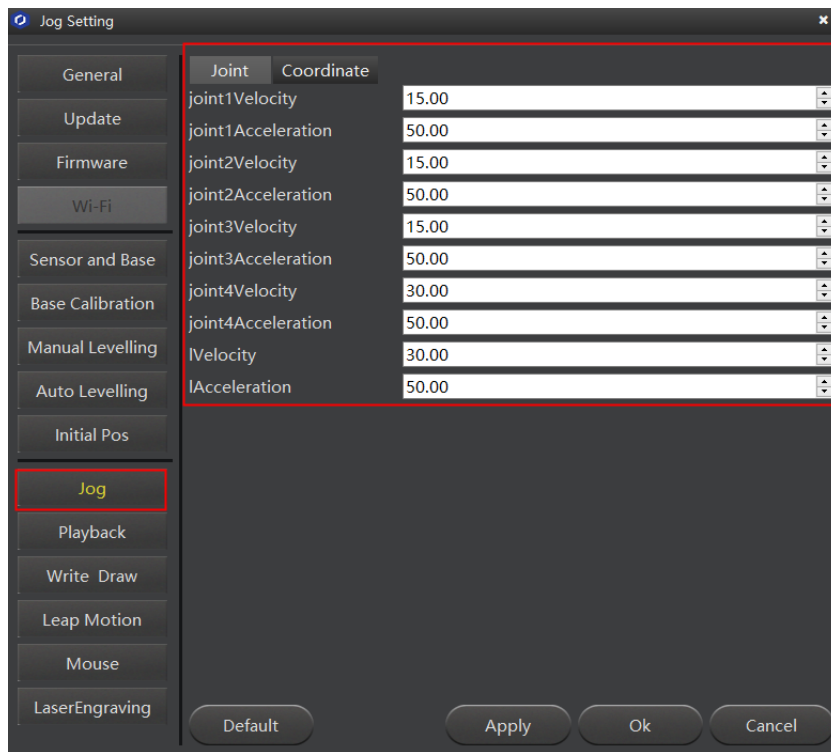 Jog Setting
General
Update
Firmware
Wi-Fi
Sensor and Base
Base Calibration
Manual Levelling
Auto Levelling
Initial Pos
Jog
Playback
Write Draw
Leap Motion
Mouse
LaserEngraving
Joint Coordinate
joint1Velocity 15.00
joint1Acceleration 50.00
joint2Velocity 15.00
joint2Acceleration 50.00
joint3Velocity 15.00
joint3Acceleration 50.00
joint4Velocity 30.00
joint4Acceleration 50.00
lVelocity 30.00
lAcceleration 50.00
Default Apply Ok Cancel